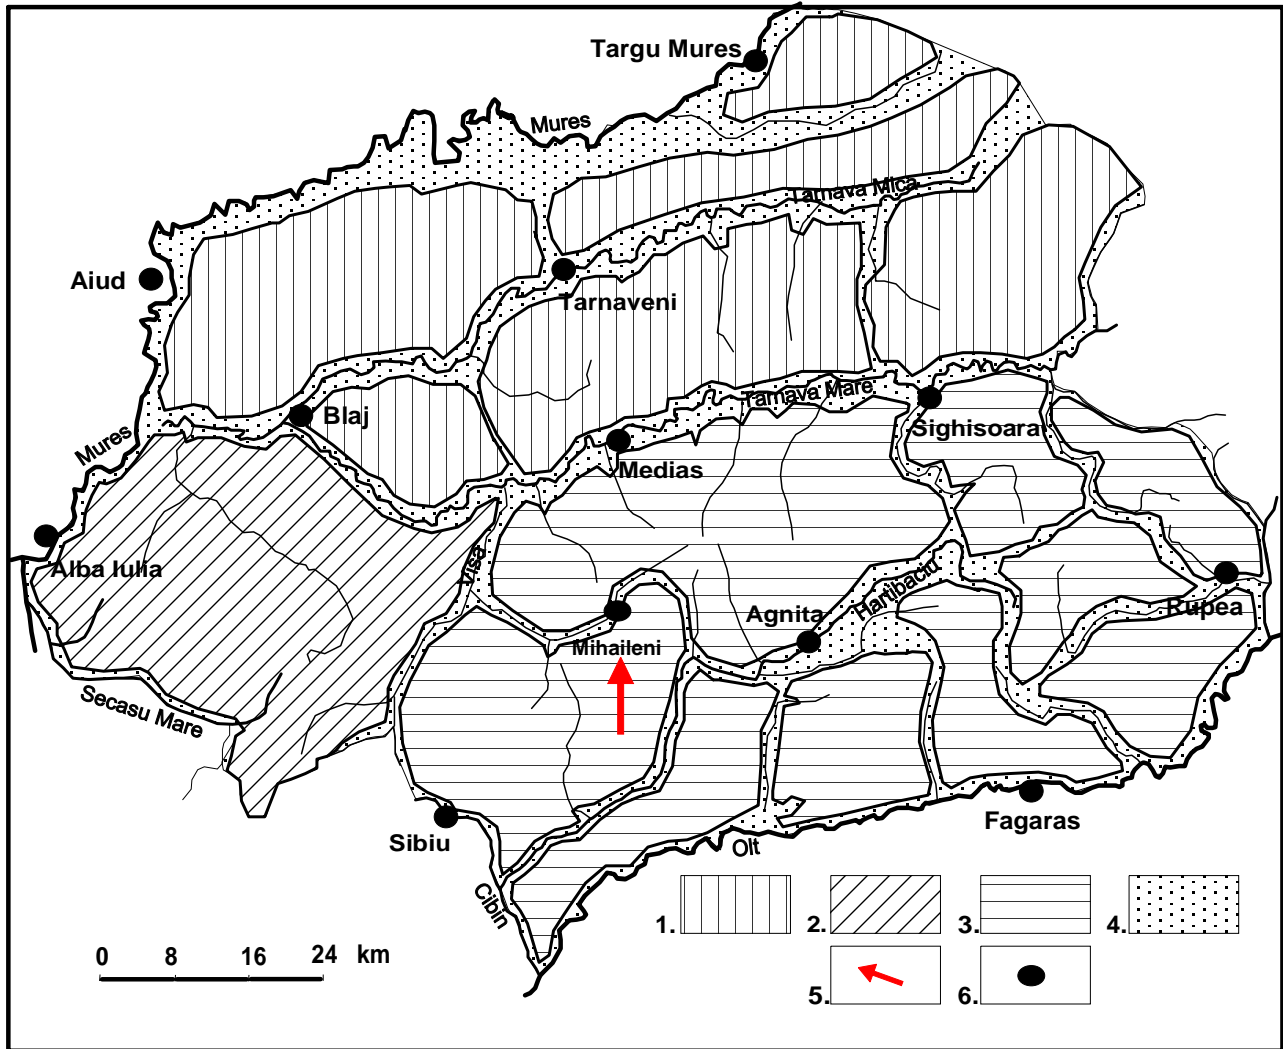 Targu Mures
Mures
Tarnava Mica
Aiud
Tarnaveni
Tarnava Mare
Blaj
Sighisoara
Mures
Medias
Alba Iulia
Visa
Hartibaciu
Rupea
Agnita
Mihaileni
Secasu Mare
Fagaras
Sibiu
Olt
Cibin
1.
2.
3.
4.
0 8 16 24 km
5.
6.